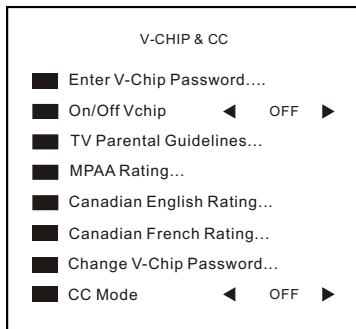 V-CHIP & CC
Enter V-Chip Password....
On/Off Vchip ◀ OFF ▶
TV Parental Guidelines...
MPAA Rating...
Canadian English Rating...
Canadian French Rating...
Change V-Chip Password...
CC Mode ◀ OFF ▶